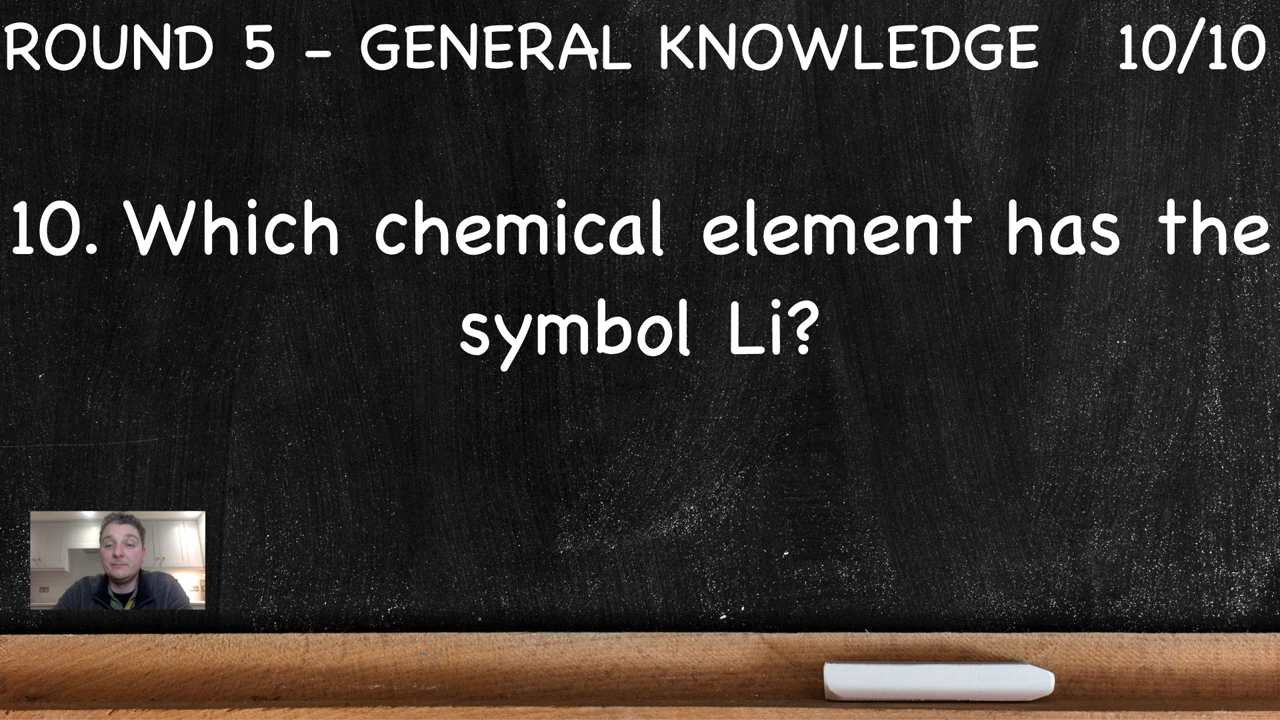 ROUND 5 - GENERAL KNOWLEDGE 10/10
10. Which chemical element has the
symbol Li?